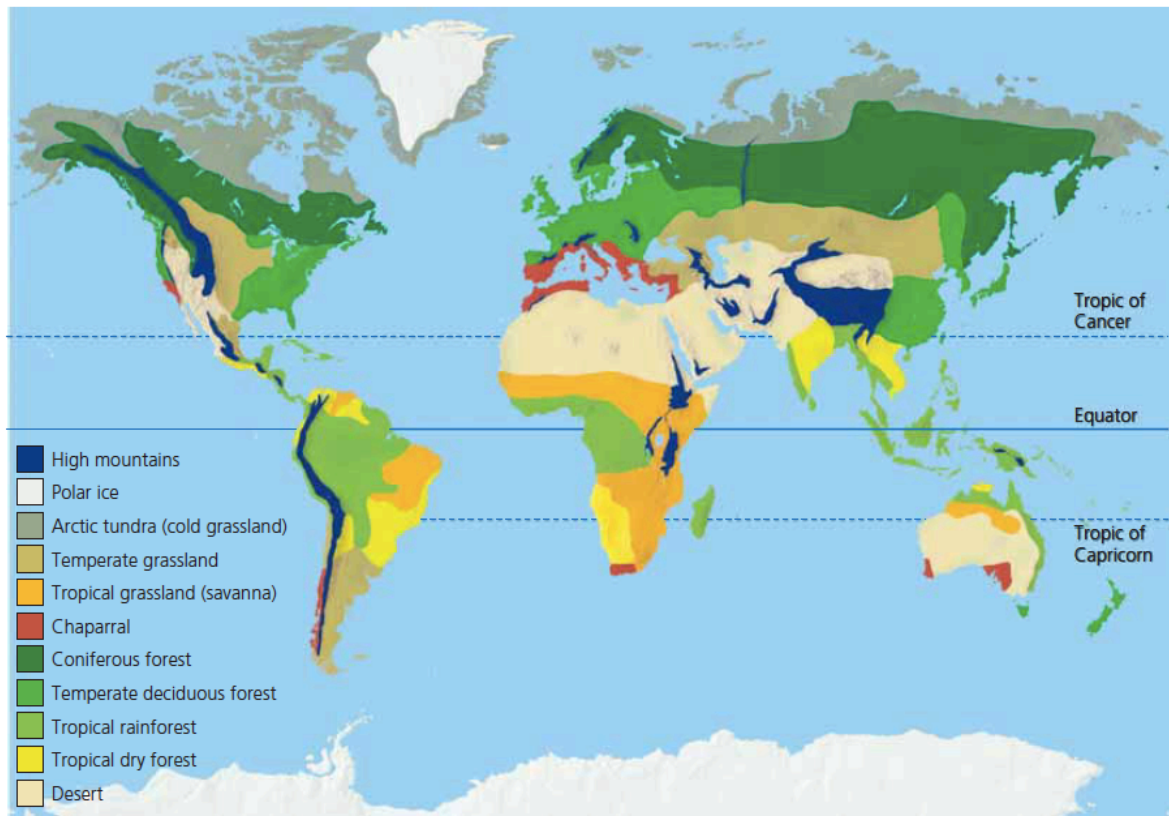 Tropic of
Cancer
Equator
High mountains
Polar ice
Arctic tundra (cold grassland)
Temperate grassland
Tropical grassland (savanna)
Tropic of
Capricorn
Chaparral
Coniferous forest
Temperate deciduous forest
Tropical rainforest
Tropical dry forest
Desert